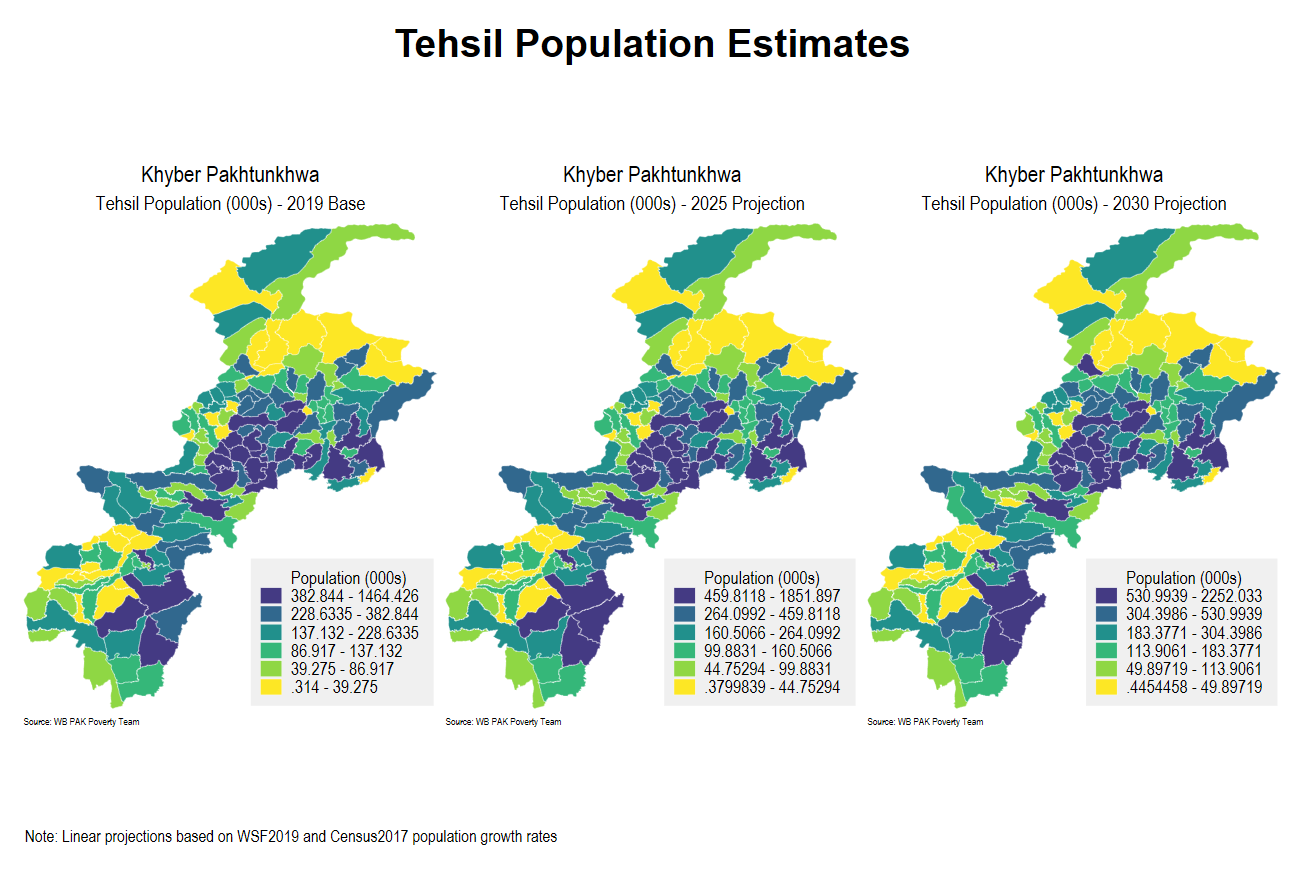 Tehsil Population Estimates
Khyber Pakhtunkhwa
Tehsil Population (000s) - 2019 Base
Population (000s)
382.844 - 1464.426
228.6335 - 382.844
137.132 - 228.6335
86.917 - 137.132
39.275 - 86.917
.314 - 39.275
Source: WB PAK Poverty Team
Khyber Pakhtunkhwa
Tehsil Population (000s) - 2025 Projection
Population (000s)
459.8118 - 1851.897
264.0992 - 459.8118
160.5066 - 264.0992
99.8831 - 160.5066
44.75294 - 99.8831
.3799839 - 44.75294
Source: WB PAK Poverty Team
Khyber Pakhtunkhwa
Tehsil Population (000s) - 2030 Projection
Population (000s)
530.9939 - 2252.033
304.3986 - 530.9939
183.3771 - 304.3986
113.9061 - 183.3771
49.89719 - 113.9061
.4454458 - 49.89719
Source: WB PAK Poverty Team
Note: Linear projections based on WSF2019 and Census2017 population growth rates